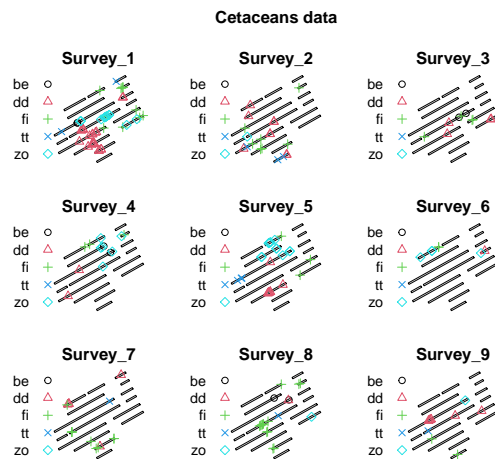 Cetaceans data
Survey_1 Survey_2 Survey_3
be be be
dd dd dd
fi fi fi
tt tt tt
zo zo zo
Survey_4 Survey_5 Survey_6
be be be
dd dd dd
fi fi fi
tt tt tt
zo zo zo
Survey_7 Survey_8 Survey_9
be be be
dd dd dd
fi fi fi
tt tt tt
zo zo zo